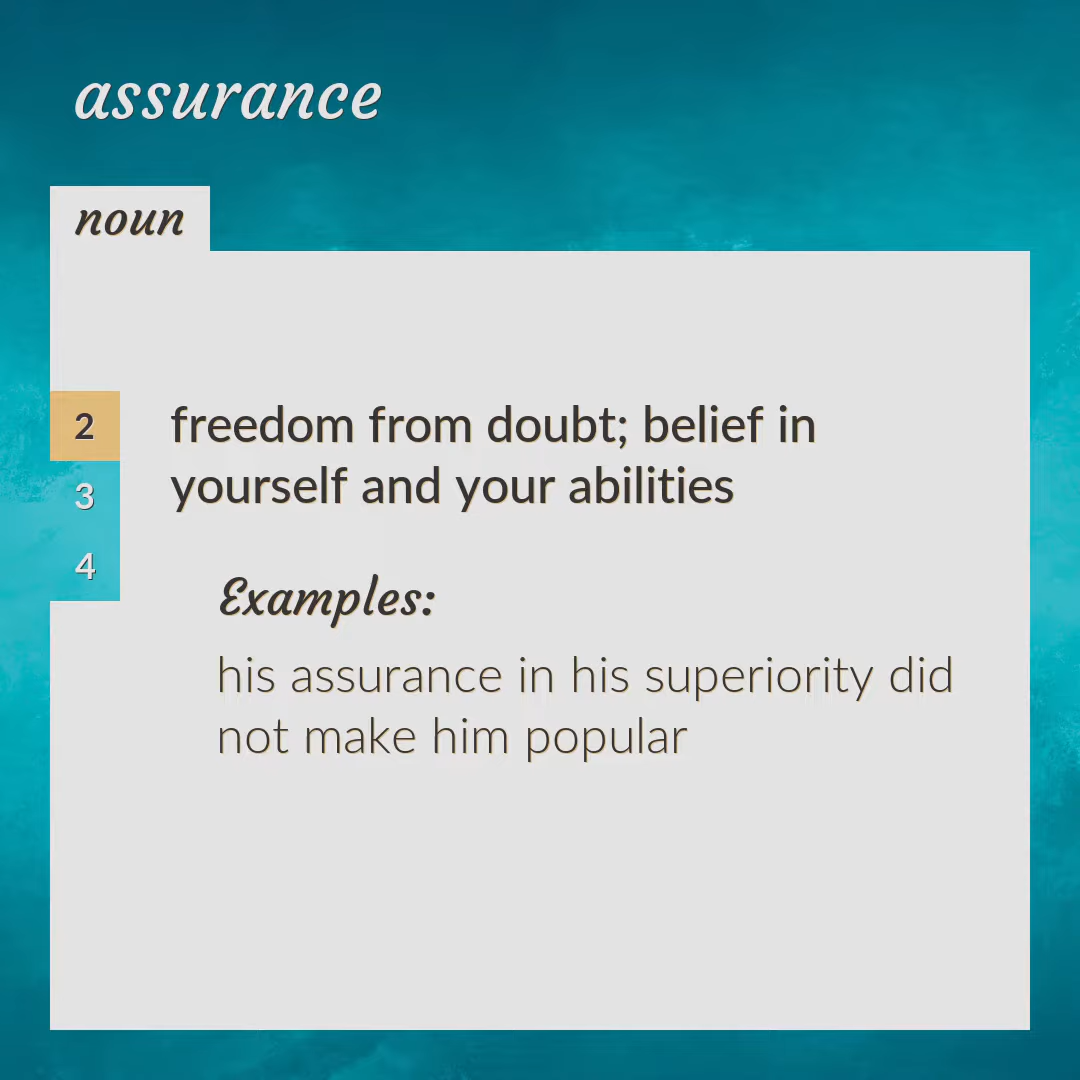 assurance
noun
2
freedom from doubt; belief in
yourself and your abilities
3
4
Examples:
his assurance in his superiority did
not make him popular